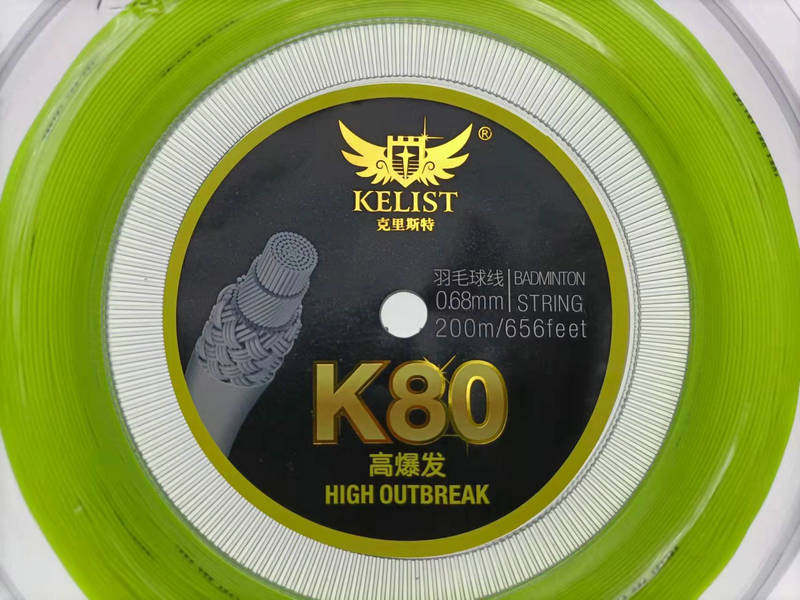 ®
KELIST
克里斯特
羽毛球线 BADMINTON
0.68mm STRING
200m/656feet
K80
高爆发
HIGH OUTBREAK